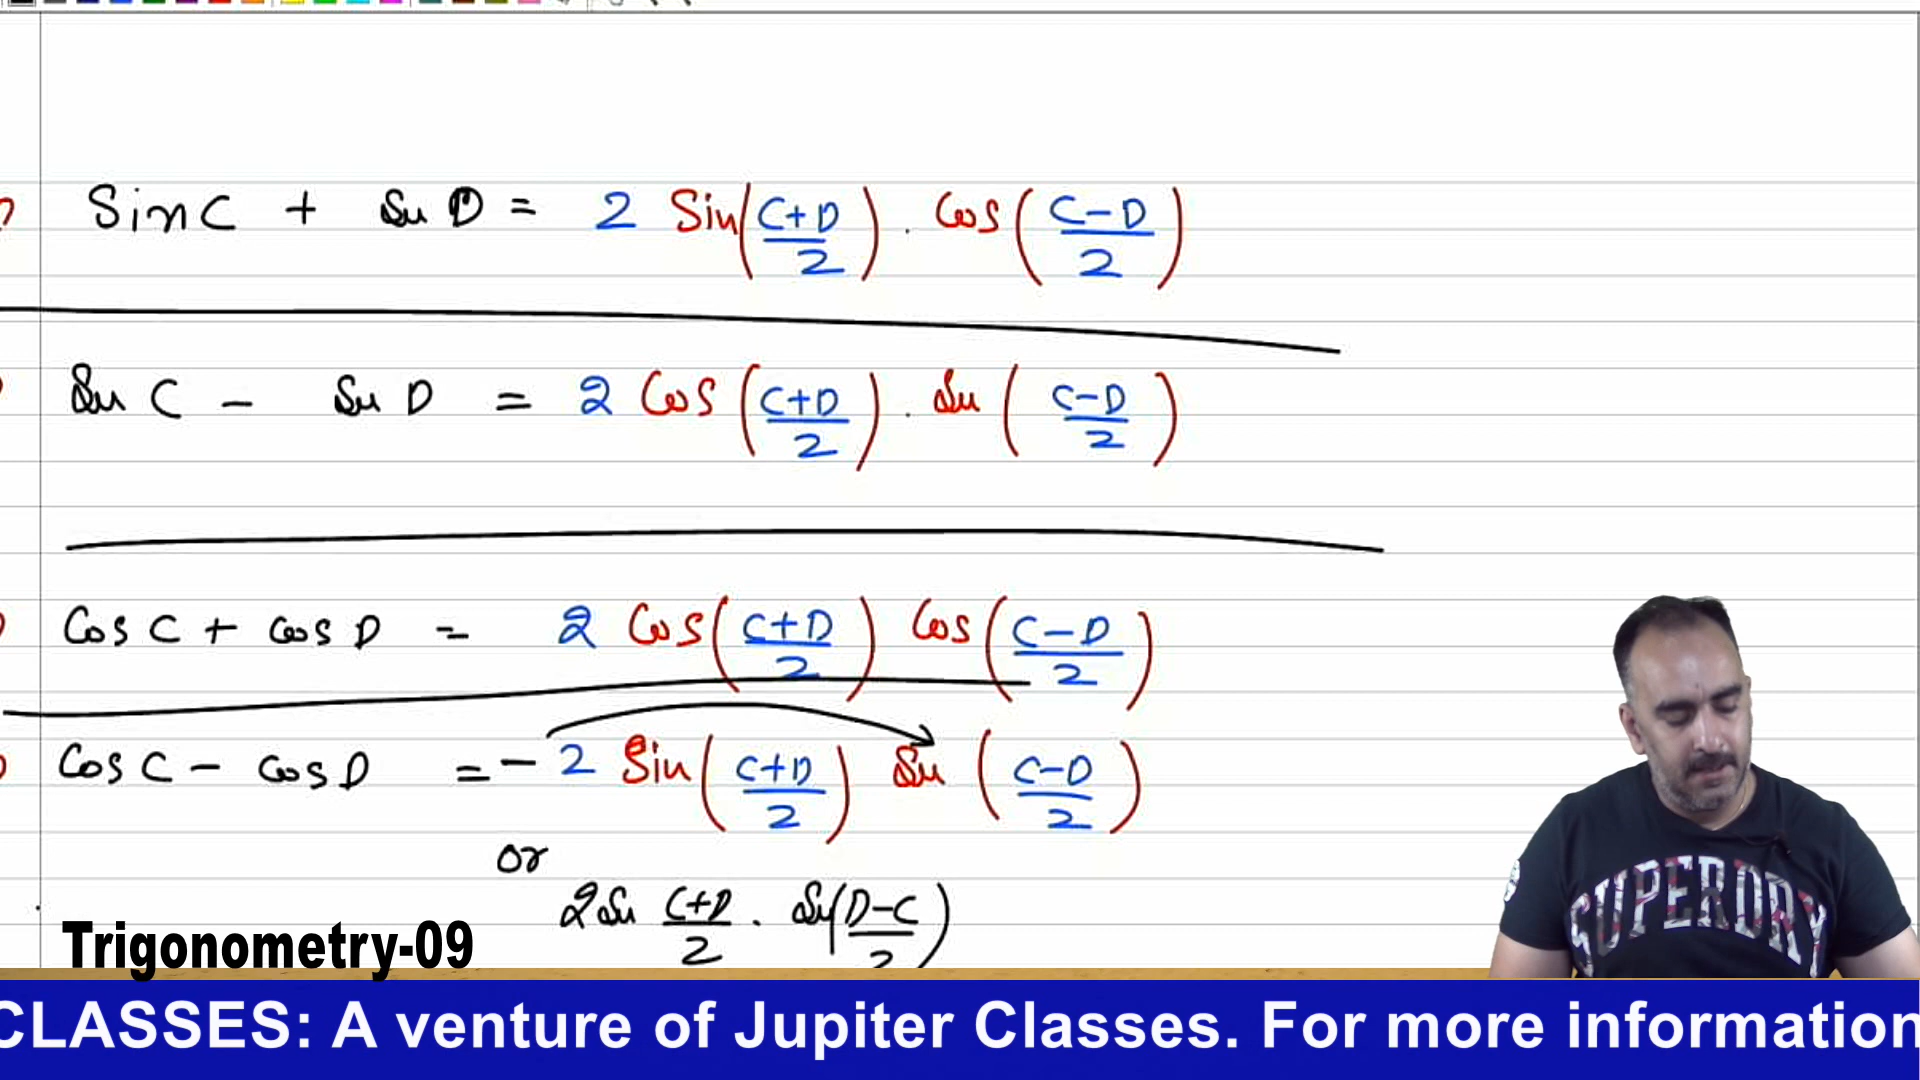 Sin C + Sin D = 2 Sin((C+D)/2) . Cos((C-D)/2)
Sin C - Sin D = 2 Cos((C+D)/2) . Sin((C-D)/2)
Cos C + Cos D = 2 Cos((C+D)/2) Cos((C-D)/2)
Cos C - Cos D = -2 Sin((C+D)/2) Sin((C-D)/2)
or
2 Sin (C+D)/2 . Sin((D-C)/2)
Trigonometry-09
CLASSES: A venture of Jupiter Classes. For more information
SUPERDRY